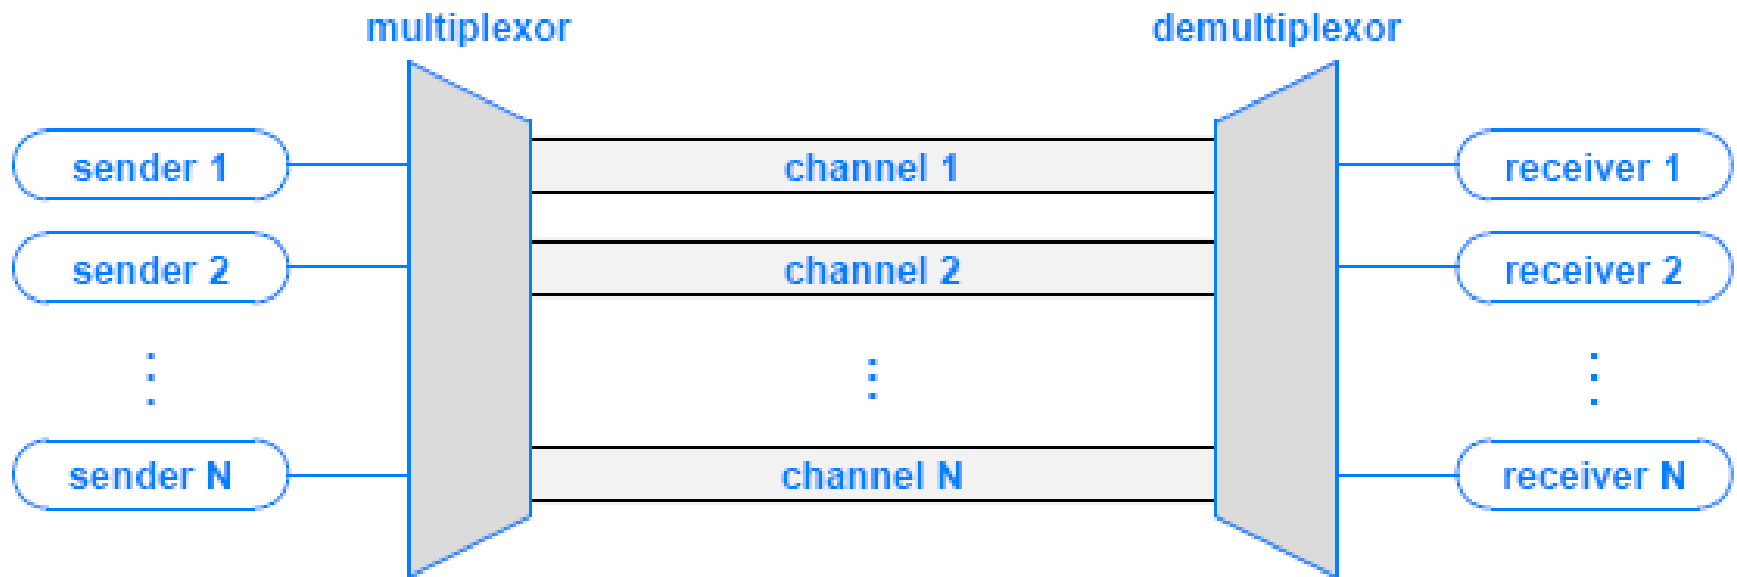 multiplexor
demultiplexor
sender 1
channel 1
receiver 1
sender 2
channel 2
receiver 2
sender N
channel N
receiver N